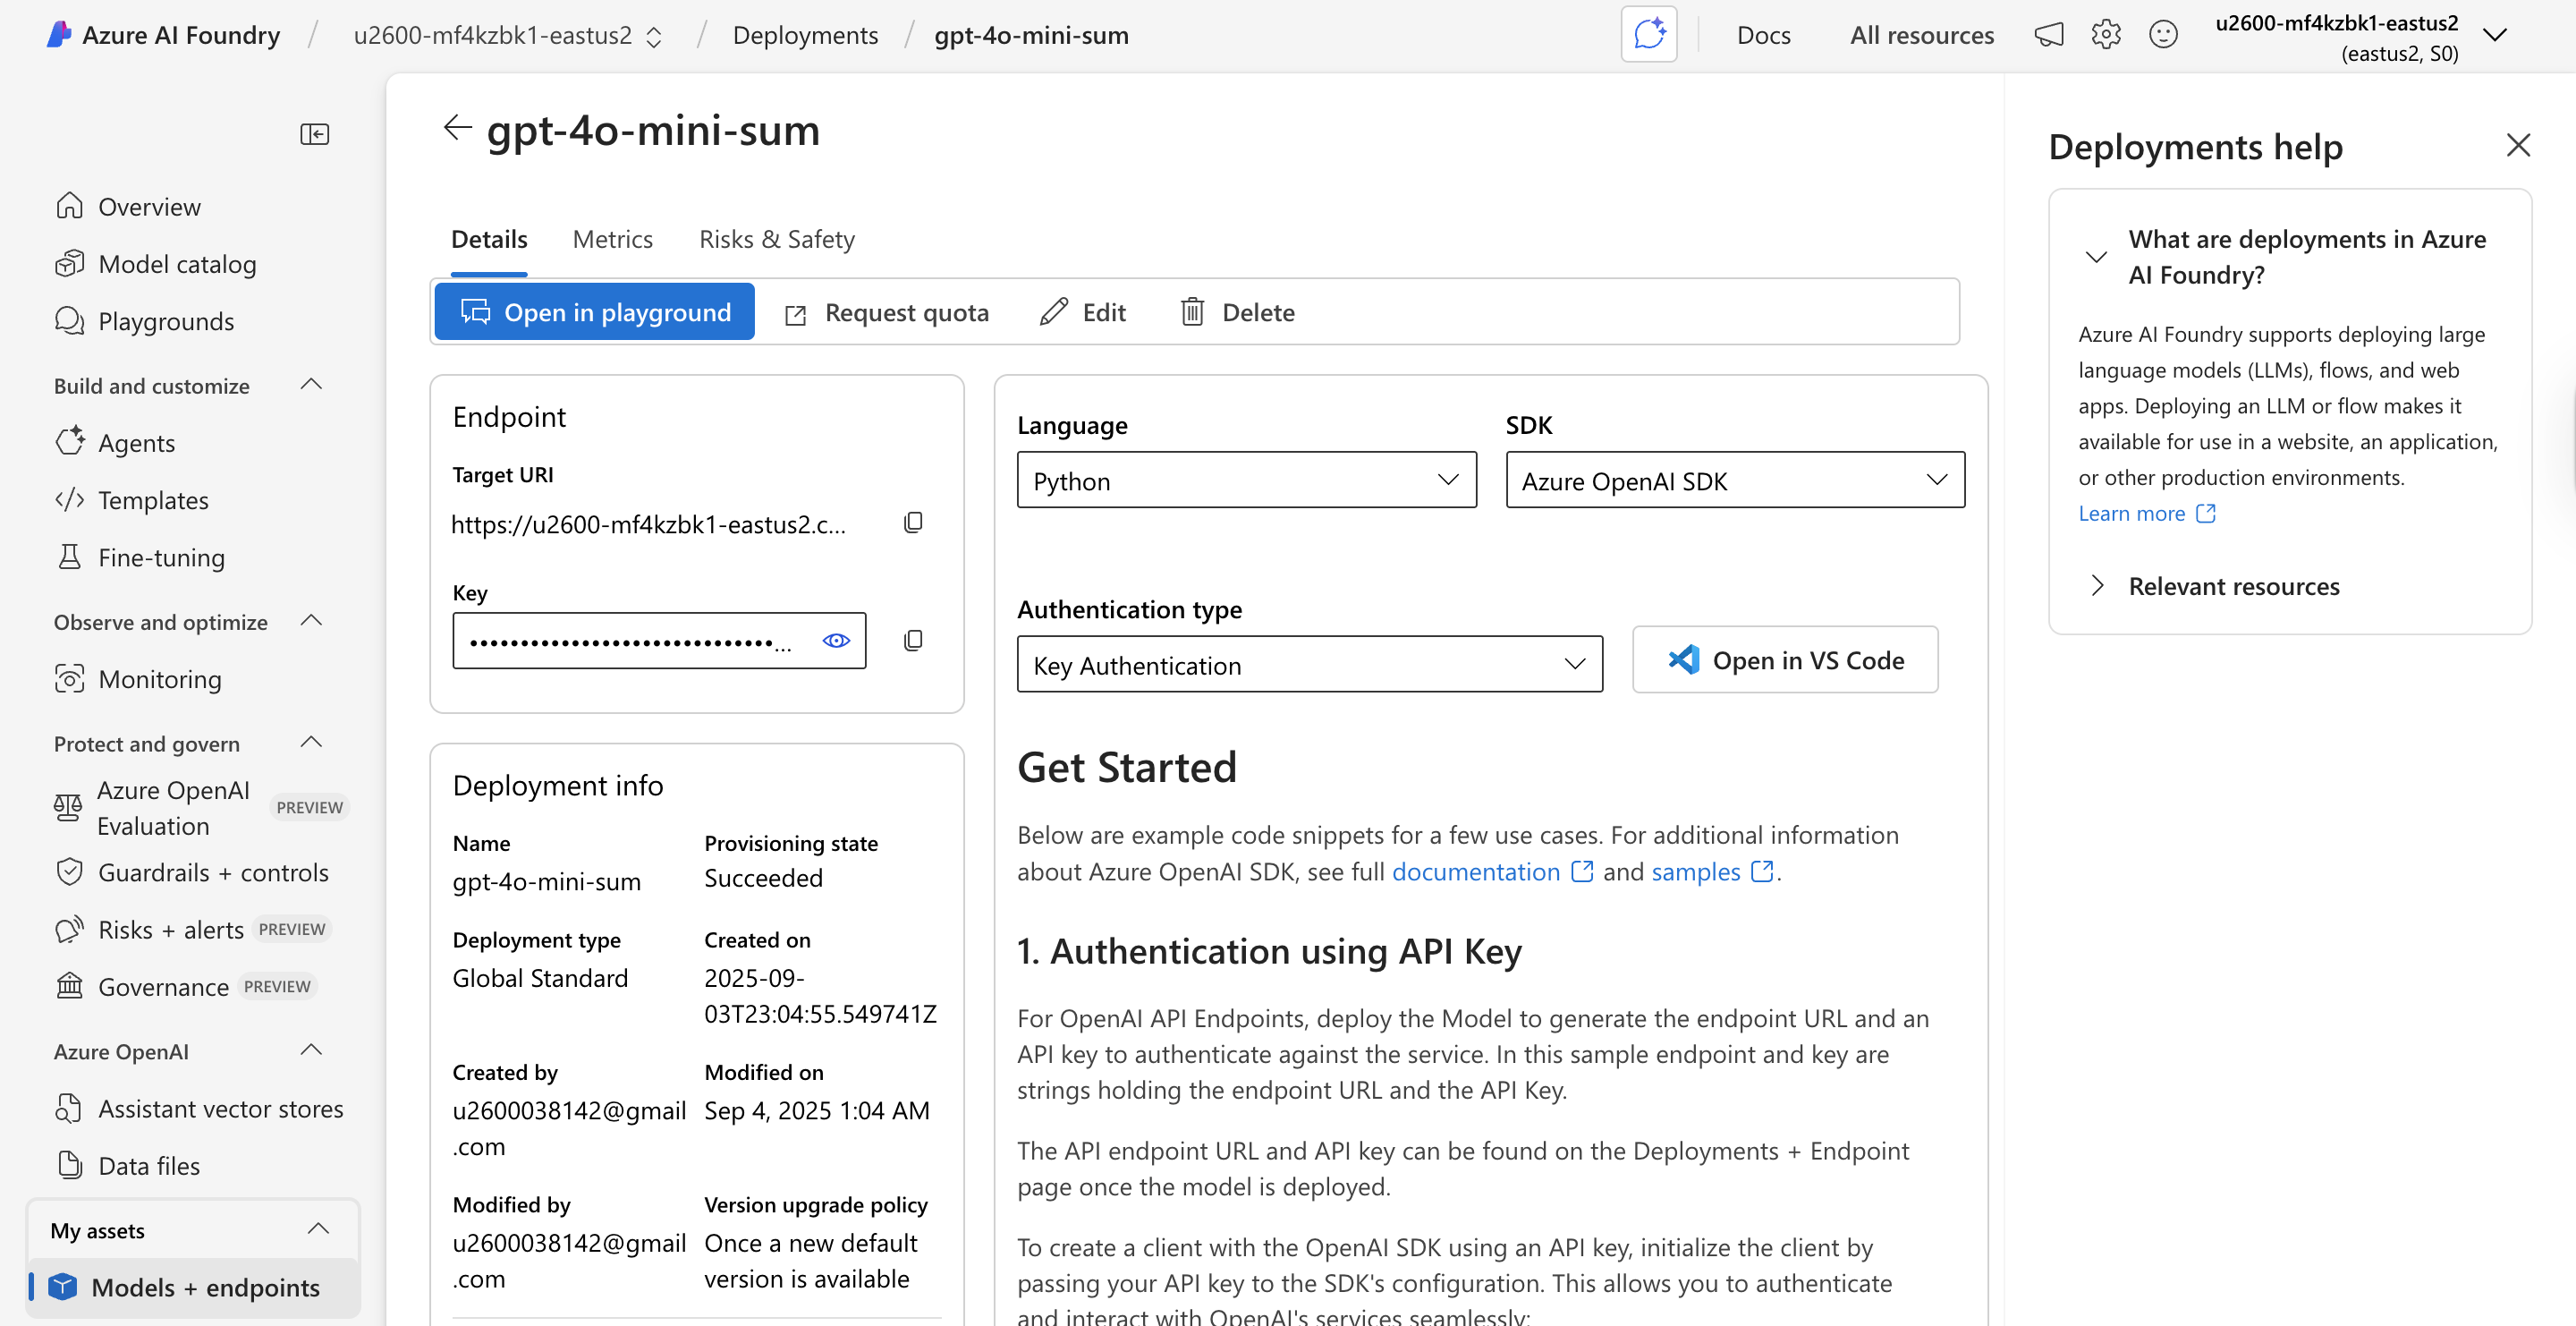 Azure AI Foundry / u2600-mf4kzbk1-eastus2 / Deployments / gpt-4o-mini-sum
Docs
All resources
u2600-mf4kzbk1-eastus2
(eastus2, S0)
Overview
Model catalog
Playgrounds
Build and customize
Agents
Templates
Fine-tuning
Observe and optimize
Monitoring
Protect and govern
Azure OpenAI
Evaluation
PREVIEW
Guardrails + controls
Risks + alerts PREVIEW
Governance PREVIEW
Azure OpenAI
Assistant vector stores
Data files
My assets
Models + endpoints
gpt-4o-mini-sum
Details Metrics Risks & Safety
Open in playground Request quota Edit Delete
Endpoint
Target URI
https://u2600-mf4kzbk1-eastus2.c...
Key
••••••••••••••••••••••••••••••...
Deployment info
Name
gpt-4o-mini-sum
Provisioning state
Succeeded
Deployment type
Global Standard
Created on
2025-09-
03T23:04:55.549741Z
Created by
u2600038142@gmail
.com
Modified on
Sep 4, 2025 1:04 AM
Modified by
u2600038142@gmail
.com
Version upgrade policy
Once a new default
version is available
Language
Python
SDK
Azure OpenAI SDK
Authentication type
Key Authentication
Open in VS Code
Get Started
Below are example code snippets for a few use cases. For additional information
about Azure OpenAI SDK, see full documentation and samples .
1. Authentication using API Key
For OpenAI API Endpoints, deploy the Model to generate the endpoint URL and an
API key to authenticate against the service. In this sample endpoint and key are
strings holding the endpoint URL and the API Key.
The API endpoint URL and API key can be found on the Deployments + Endpoint
page once the model is deployed.
To create a client with the OpenAI SDK using an API key, initialize the client by
passing your API key to the SDK's configuration. This allows you to authenticate
and interact with OpenAI's services seamlessly:
Deployments help
What are deployments in Azure
AI Foundry?
Azure AI Foundry supports deploying large
language models (LLMs), flows, and web
apps. Deploying an LLM or flow makes it
available for use in a website, an application,
or other production environments.
Learn more
Relevant resources